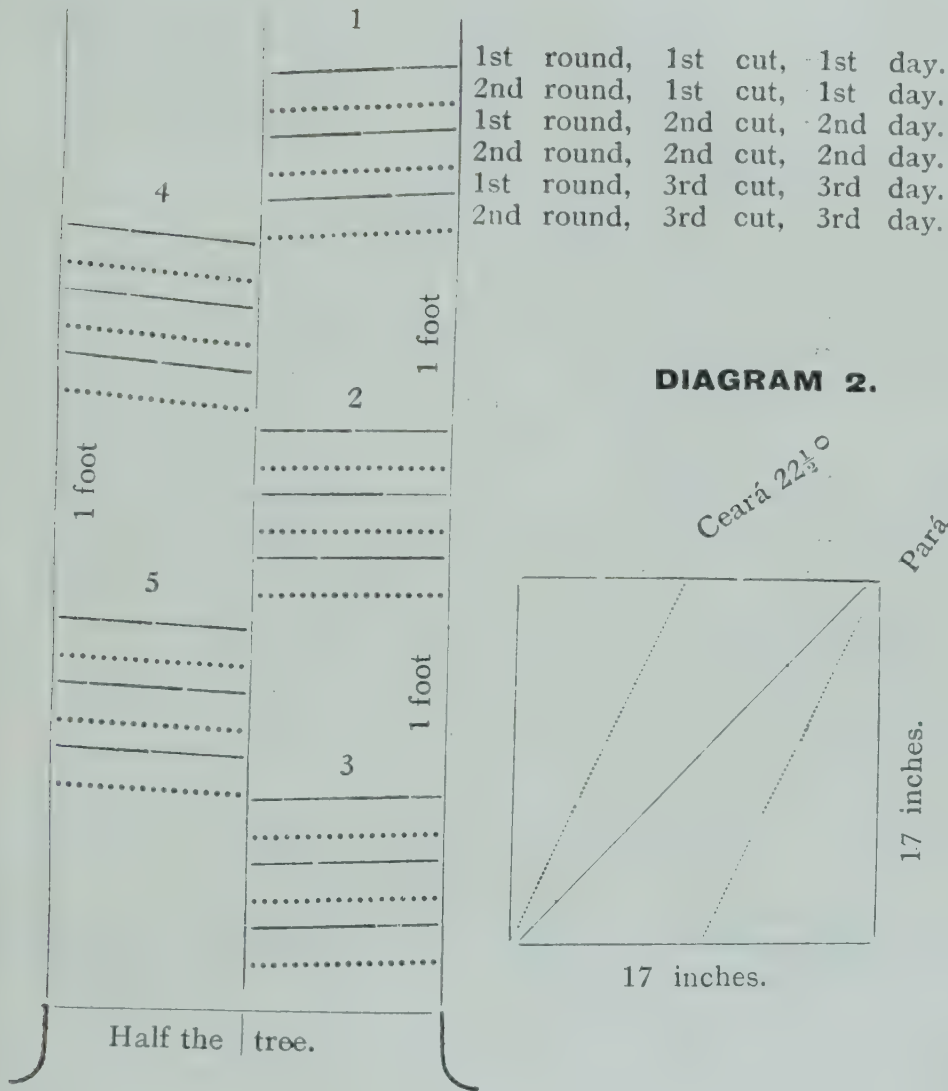 1
1st round, 1st cut, 1st day.
2nd round, 1st cut, 1st day.
1st round, 2nd cut, 2nd day.
2nd round, 2nd cut, 2nd day.
1st round, 3rd cut, 3rd day.
2nd round, 3rd cut, 3rd day.
4
1 foot
DIAGRAM 2.
2
1 foot
Ceará 22½°
Pará
5
1 foot
3
17 inches.
17 inches.
Half the tree.